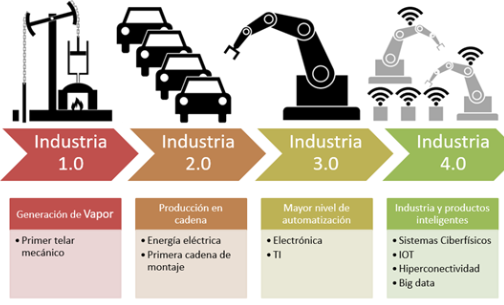 Industria
1.0
Industria
2.0
Industria
3.0
Industria
4.0
Generación de Vapor
• Primer telar
mecánico
Producción en
cadena
• Energía eléctrica
• Primera cadena de
montaje
Mayor nivel de
automatización
• Electrónica
• TI
Industria y productos
inteligentes
• Sistemas Ciberfísicos
• IOT
• Hiperconectividad
• Big data